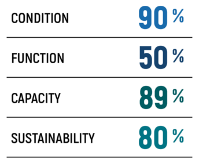 CONDITION 90%
FUNCTION 50%
CAPACITY 89%
SUSTAINABILITY 80%